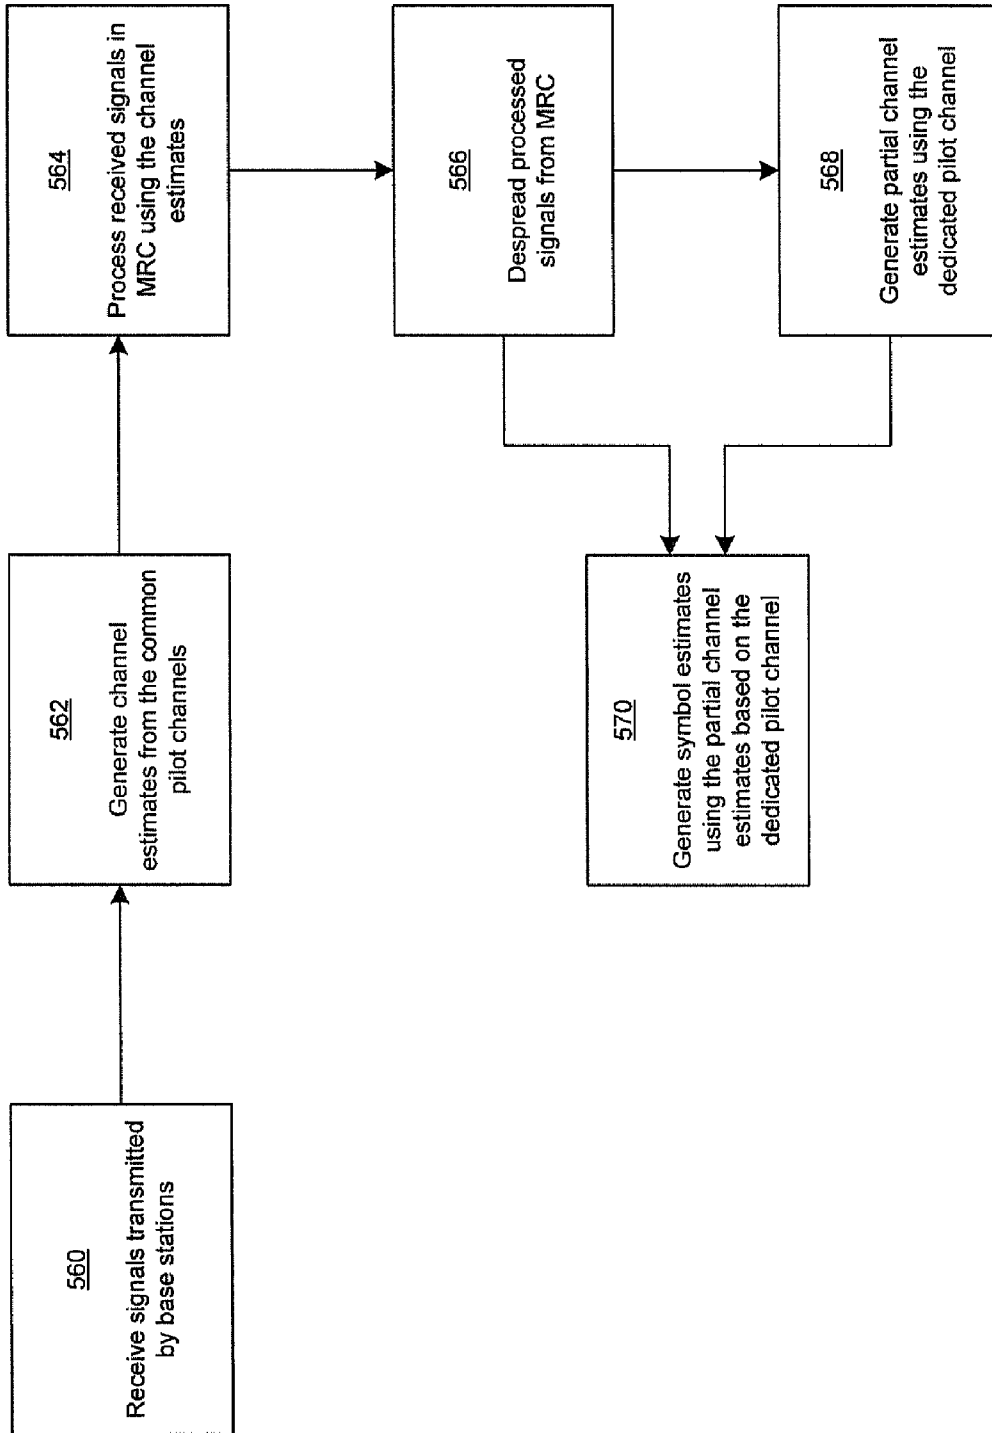 560
Receive signals transmitted
by base stations
562
Generate channel
estimates from the common
pilot channels
564
Process received signals in
MRC using the channel
estimates
566
Despread processed
signals from MRC
568
Generate partial channel
estimates using the
dedicated pilot channel
570
Generate symbol estimates
using the partial channel
estimates based on the
dedicated pilot channel